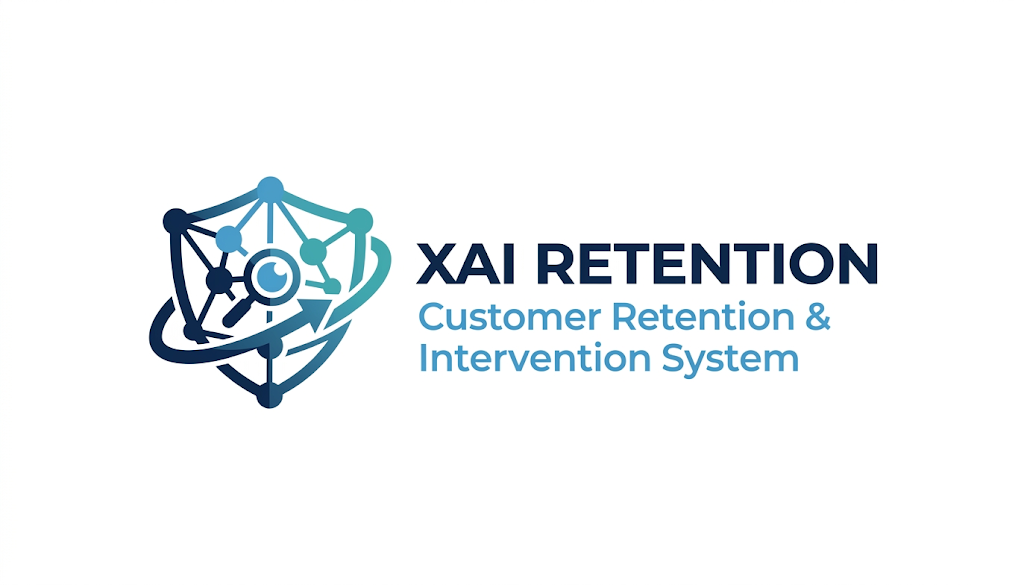 XAI RETENTION
Customer Retention &
Intervention System